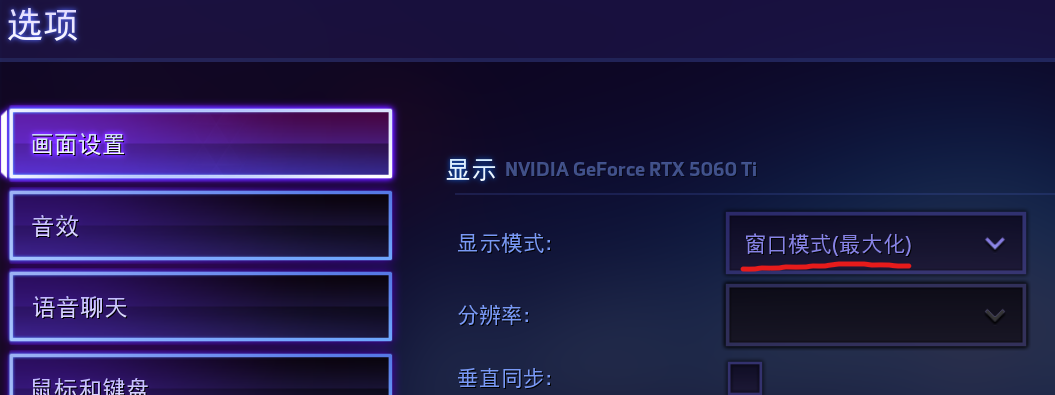 选项
画面设置
显示 NVIDIA GeForce RTX 5060 Ti
音效
显示模式: 窗口模式(最大化)
语音聊天
分辨率:
垂直同步:
鼠标和键盘